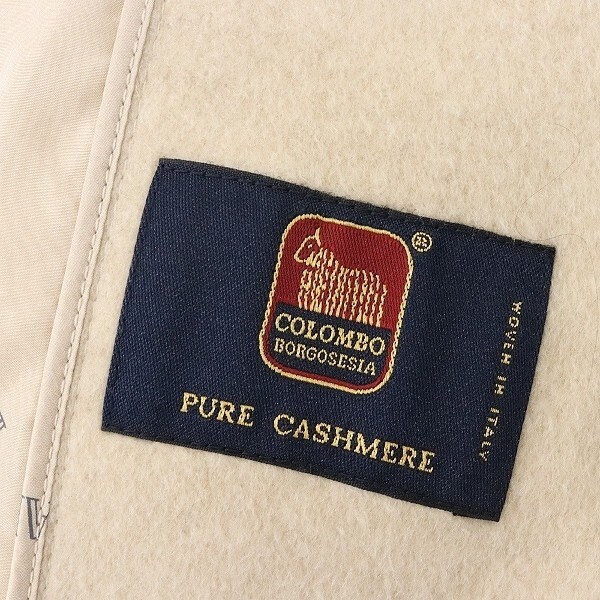 ®
COLOMBO
BORGOSESIA
PURE CASHMERE
WOVEN IN ITALY